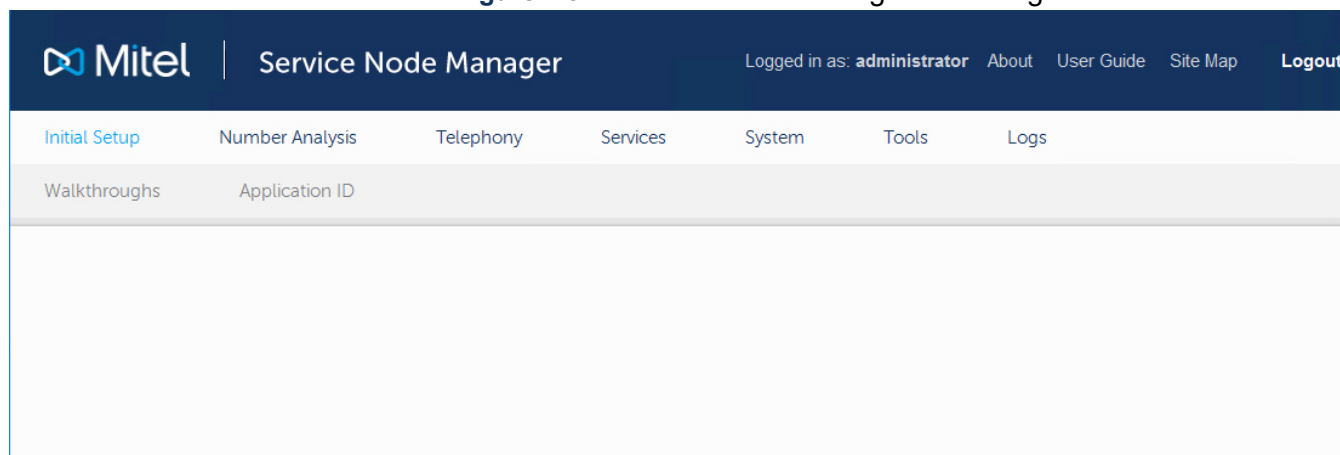 Mitel Service Node Manager Logged in as: administrator About User Guide Site Map Logout
Initial Setup Number Analysis Telephony Services System Tools Logs
Walkthroughs Application ID